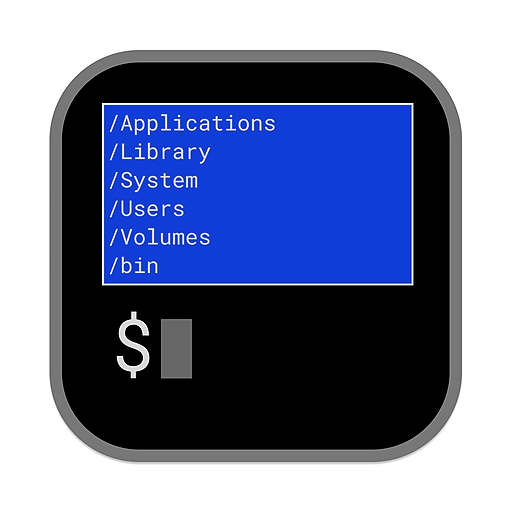 /Applications
/Library
/System
/Users
/Volumes
/bin
$